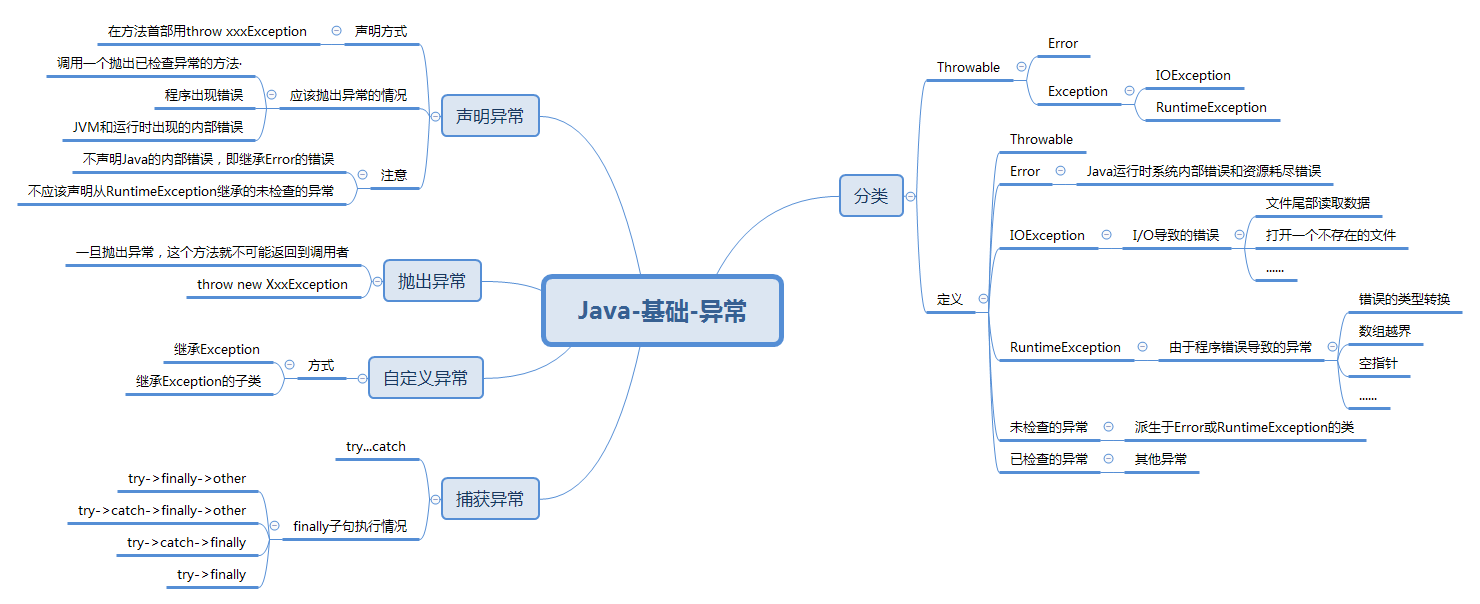 Java-基础-异常
声明异常
声明方式
在方法首部用throw xxxException
应该抛出异常的情况
调用一个抛出已检查异常的方法·
程序出现错误
JVM和运行时出现的内部错误
注意
不声明Java的内部错误，即继承Error的错误
不应该声明从RuntimeException继承的未检查的异常
抛出异常
一旦抛出异常，这个方法就不可能返回到调用者
throw new XxxException
自定义异常
方式
继承Exception
继承Exception的子类
捕获异常
try...catch
finally子句执行情况
try->finally->other
try->catch->finally->other
try->catch->finally
try->finally
分类
Throwable
Error
Exception
IOException
RuntimeException
定义
Throwable
Error
Java运行时系统内部错误和资源耗尽错误
IOException
I/O导致的错误
文件尾部读取数据
打开一个不存在的文件
......
RuntimeException
由于程序错误导致的异常
错误的类型转换
数组越界
空指针
......
未检查的异常
派生于Error或RuntimeException的类
已检查的异常
其他异常